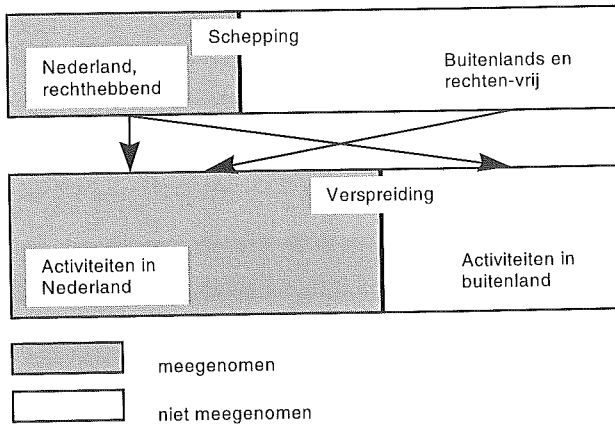 Schepping
Nederland,
rechthebbend
Buitenlands en
rechten-vrij
Verspreiding
Activiteiten in
Nederland
Activiteiten in
buitenland
meegenomen
niet meegenomen